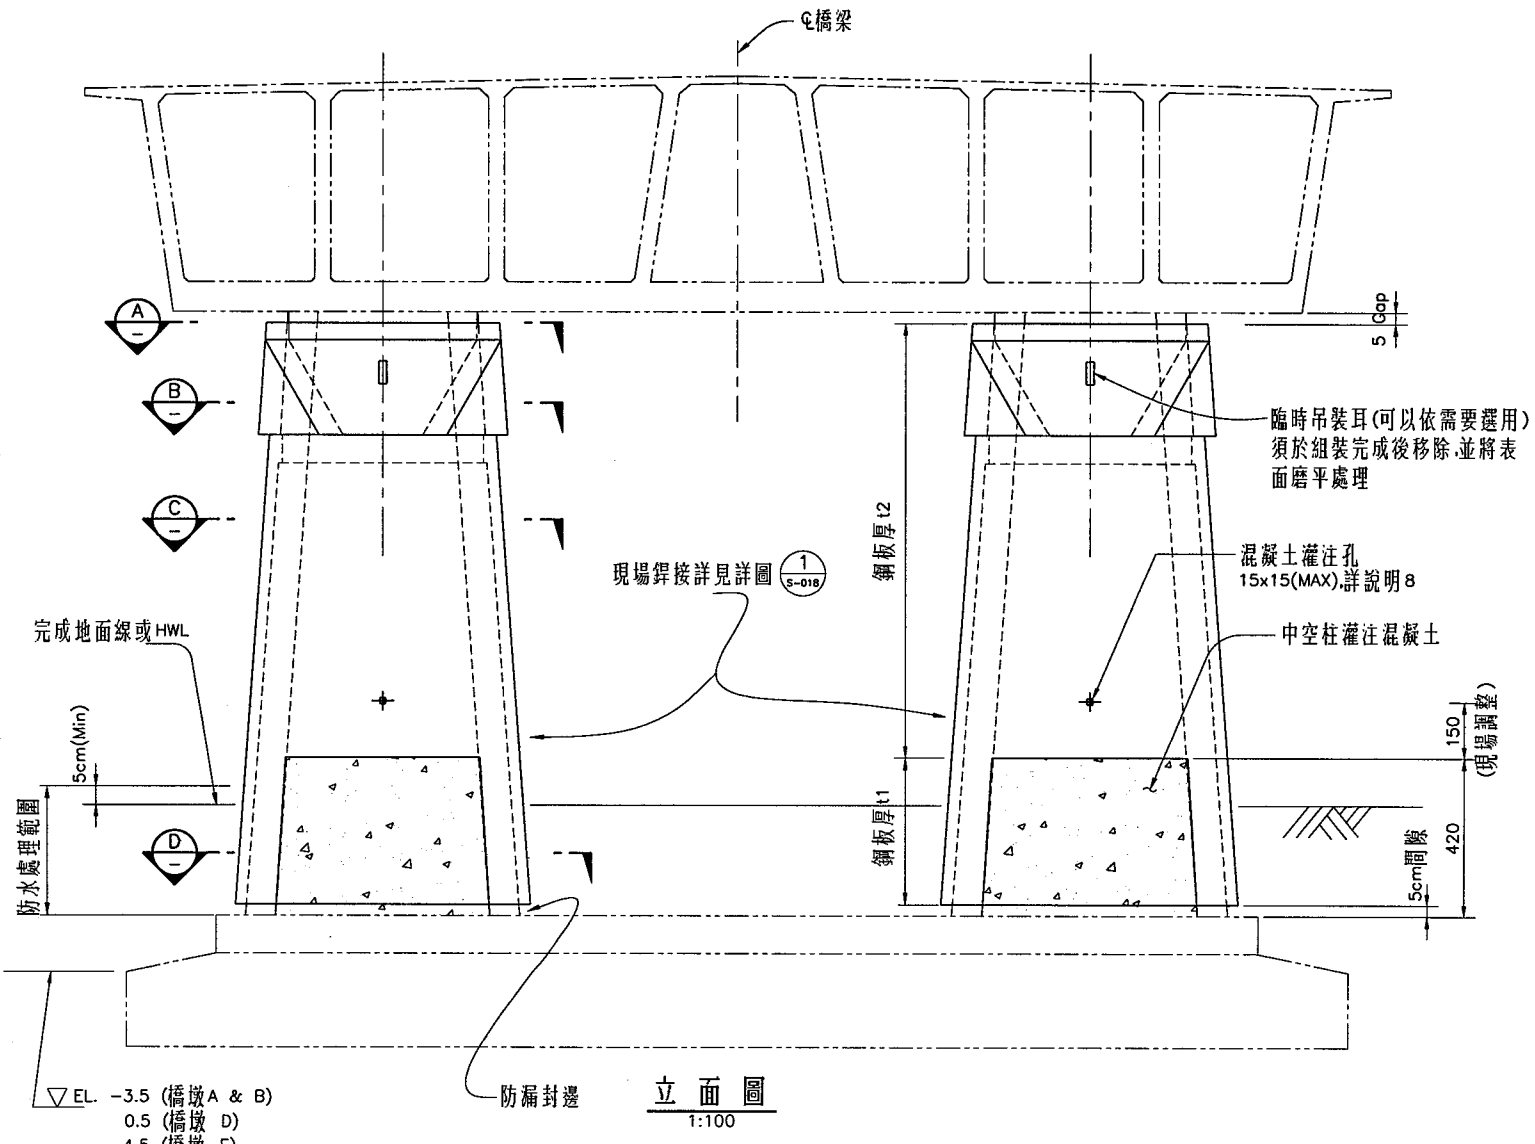 ℄橋梁
A
–
B
–
C
–
D
–
5 Gap
臨時吊裝耳(可以依需要選用)
須於組裝完成後移除,並將表
面磨平處理
鋼板厚t2
現場銲接詳見詳圖
1
S-018
混凝土灌注孔
15x15(MAX),詳說明8
中空柱灌注混凝土
完成地面線或HWL
5cm(Min)
防水處理範圍
鋼板厚t1
150
(現場調整)
420
5cm間隙
防漏封邊
立面圖
1:100
EL. -3.5 (橋墩A & B)
0.5 (橋墩 D)